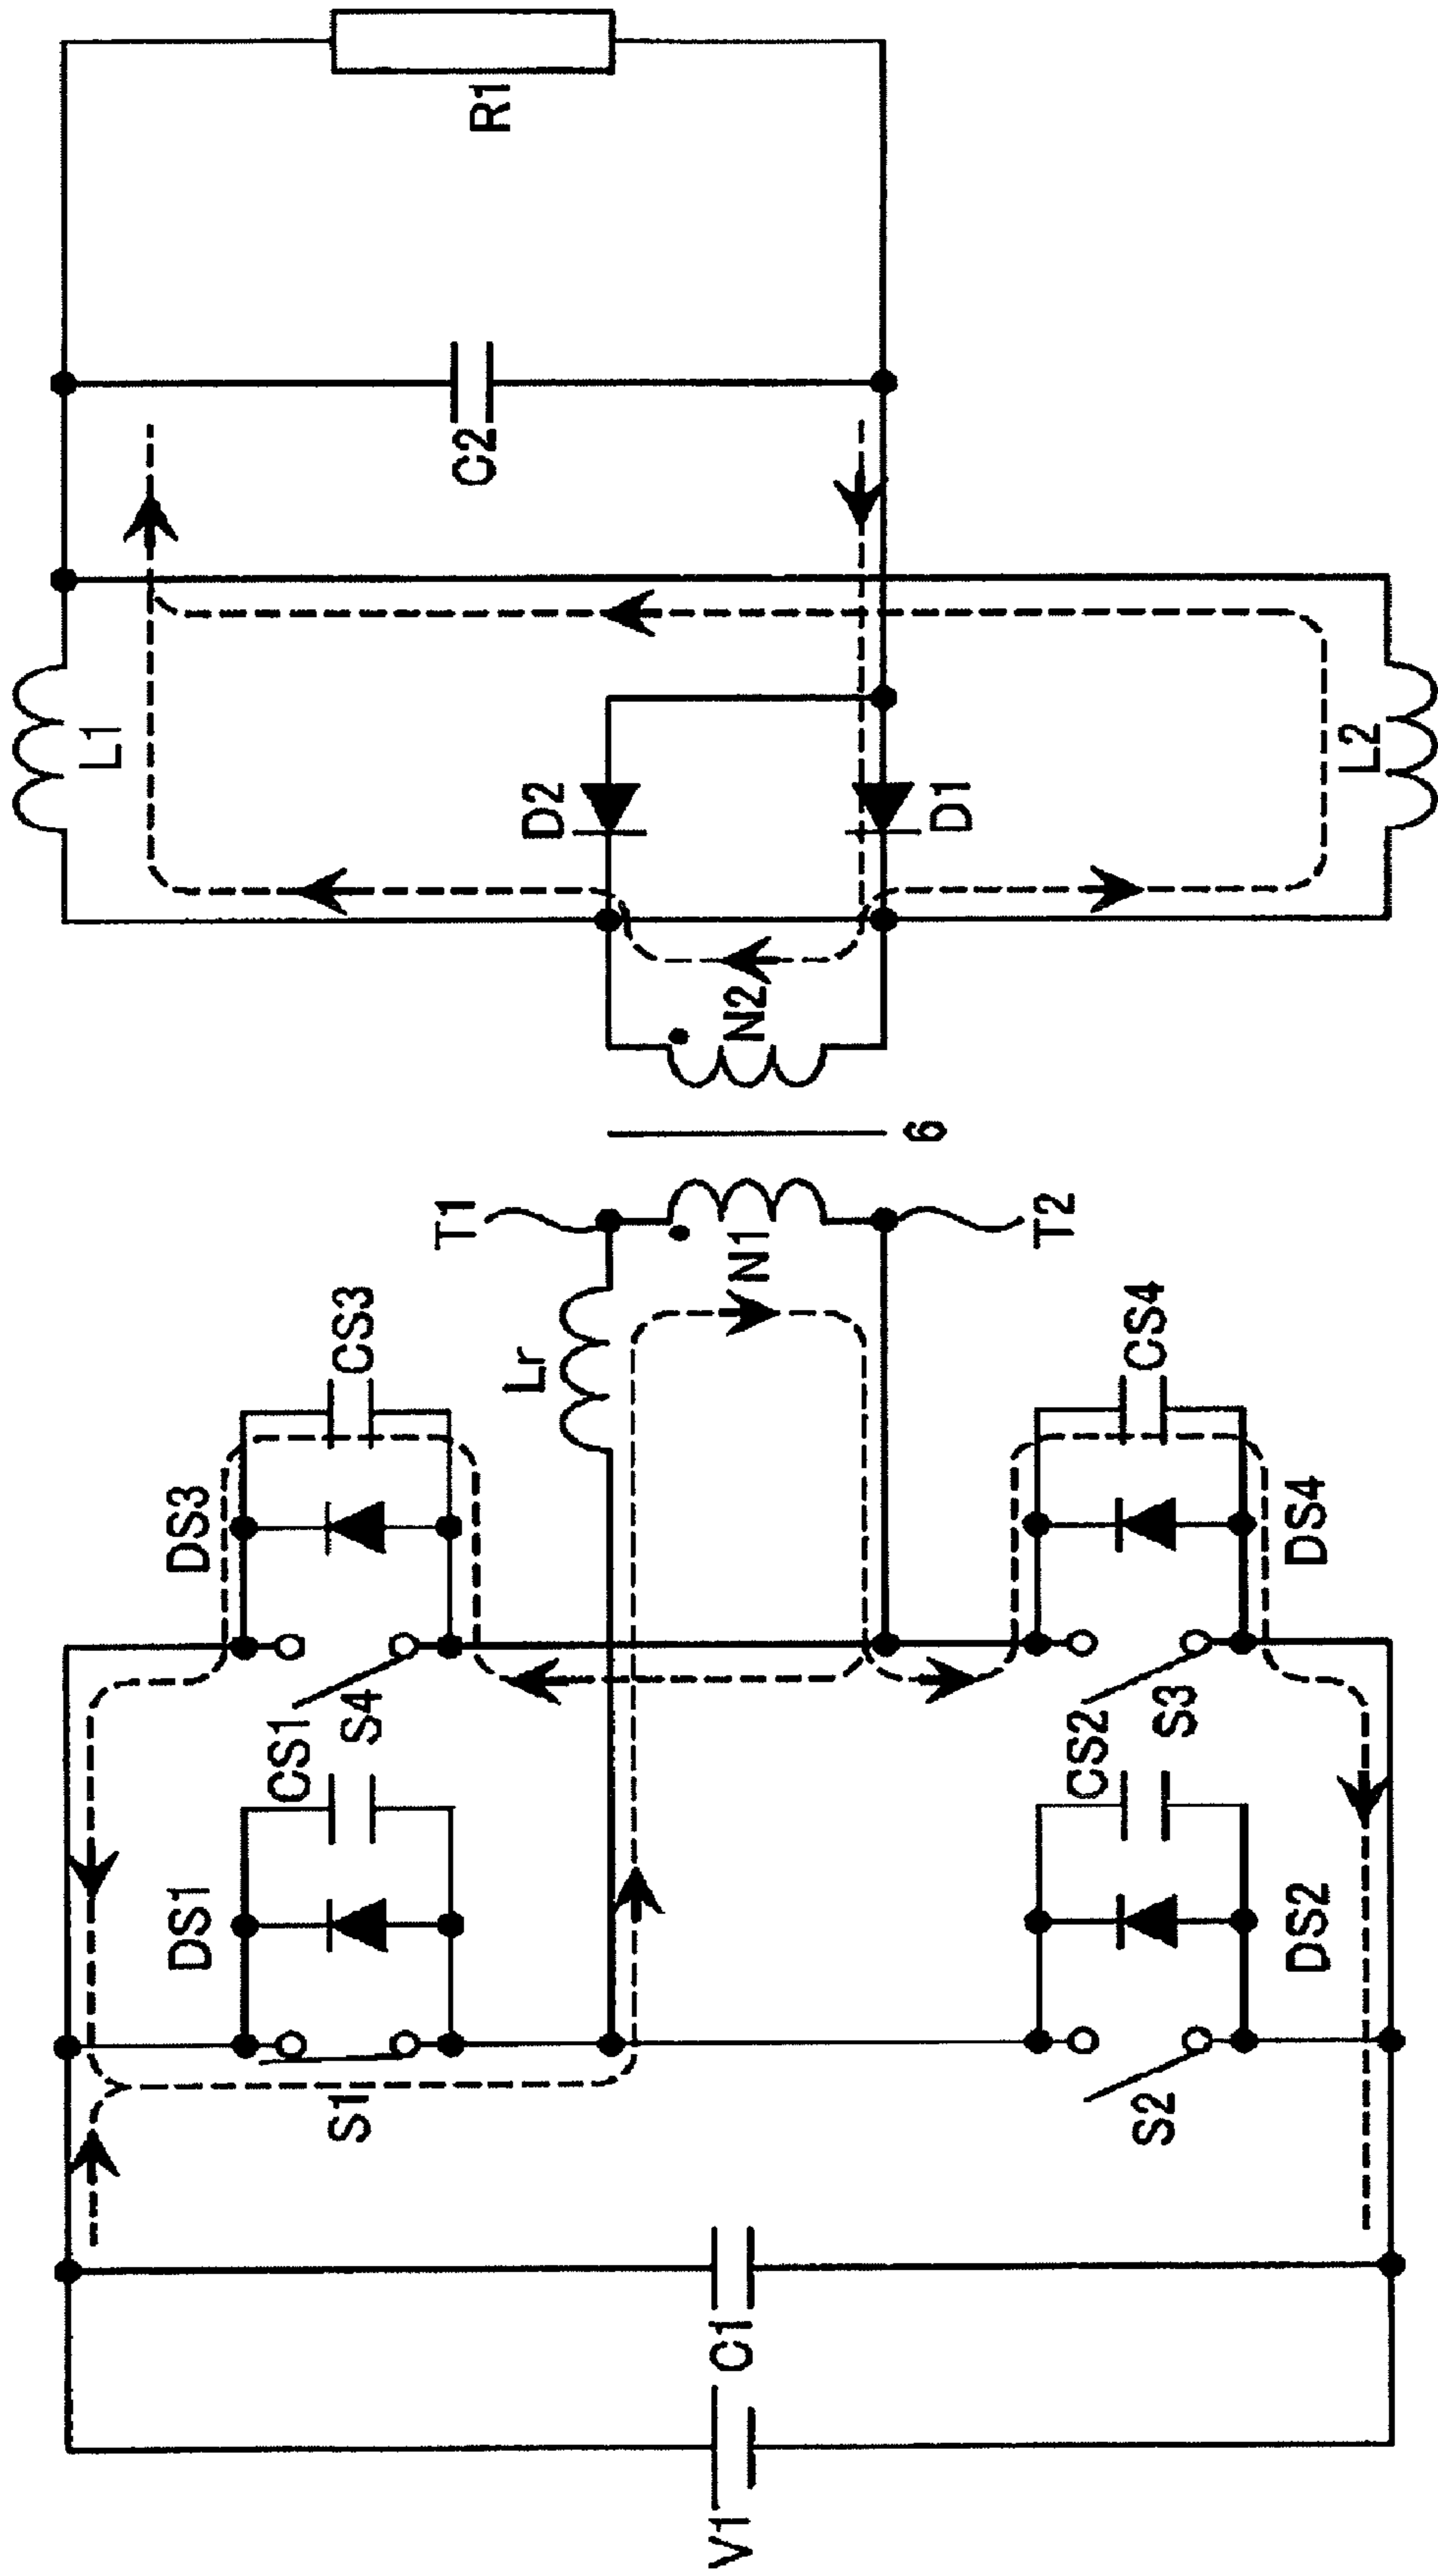 V1
C1
S1
DS1
CS1
S2
DS2
CS2
S4
DS3
CS3
S3
DS4
CS4
Lr
T1
N1
T2
6
N2
D2
D1
L1
L2
C2
R1